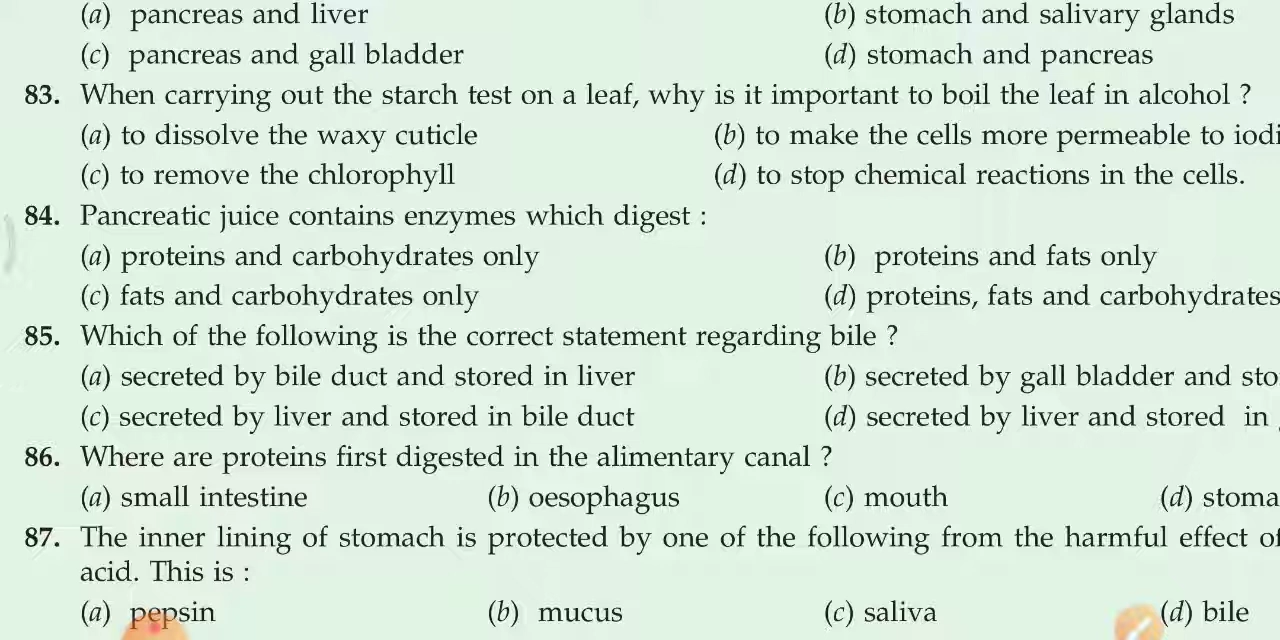 (a) pancreas and liver (b) stomach and salivary glands
(c) pancreas and gall bladder (d) stomach and pancreas
83. When carrying out the starch test on a leaf, why is it important to boil the leaf in alcohol ?
(a) to dissolve the waxy cuticle (b) to make the cells more permeable to iodi
(c) to remove the chlorophyll (d) to stop chemical reactions in the cells.
84. Pancreatic juice contains enzymes which digest :
(a) proteins and carbohydrates only (b) proteins and fats only
(c) fats and carbohydrates only (d) proteins, fats and carbohydrates
85. Which of the following is the correct statement regarding bile ?
(a) secreted by bile duct and stored in liver (b) secreted by gall bladder and sto
(c) secreted by liver and stored in bile duct (d) secreted by liver and stored in
86. Where are proteins first digested in the alimentary canal ?
(a) small intestine (b) oesophagus (c) mouth (d) stoma
87. The inner lining of stomach is protected by one of the following from the harmful effect of
acid. This is :
(a) pepsin (b) mucus (c) saliva (d) bile